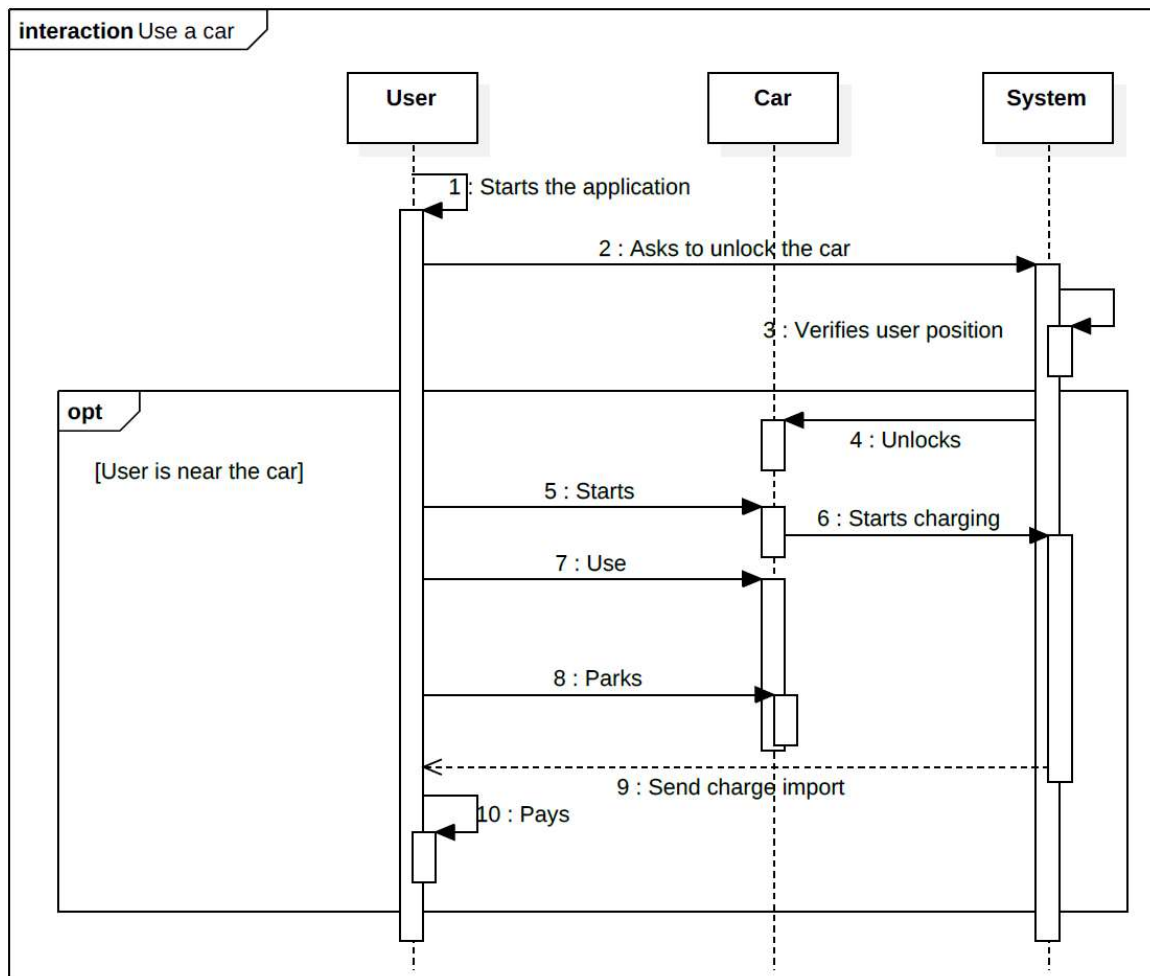 interaction Use a car
User
Car
System
1 : Starts the application
2 : Asks to unlock the car
3 : Verifies user position
opt
4 : Unlocks
[User is near the car]
5 : Starts
6 : Starts charging
7 : Use
8 : Parks
9 : Send charge import
10 : Pays